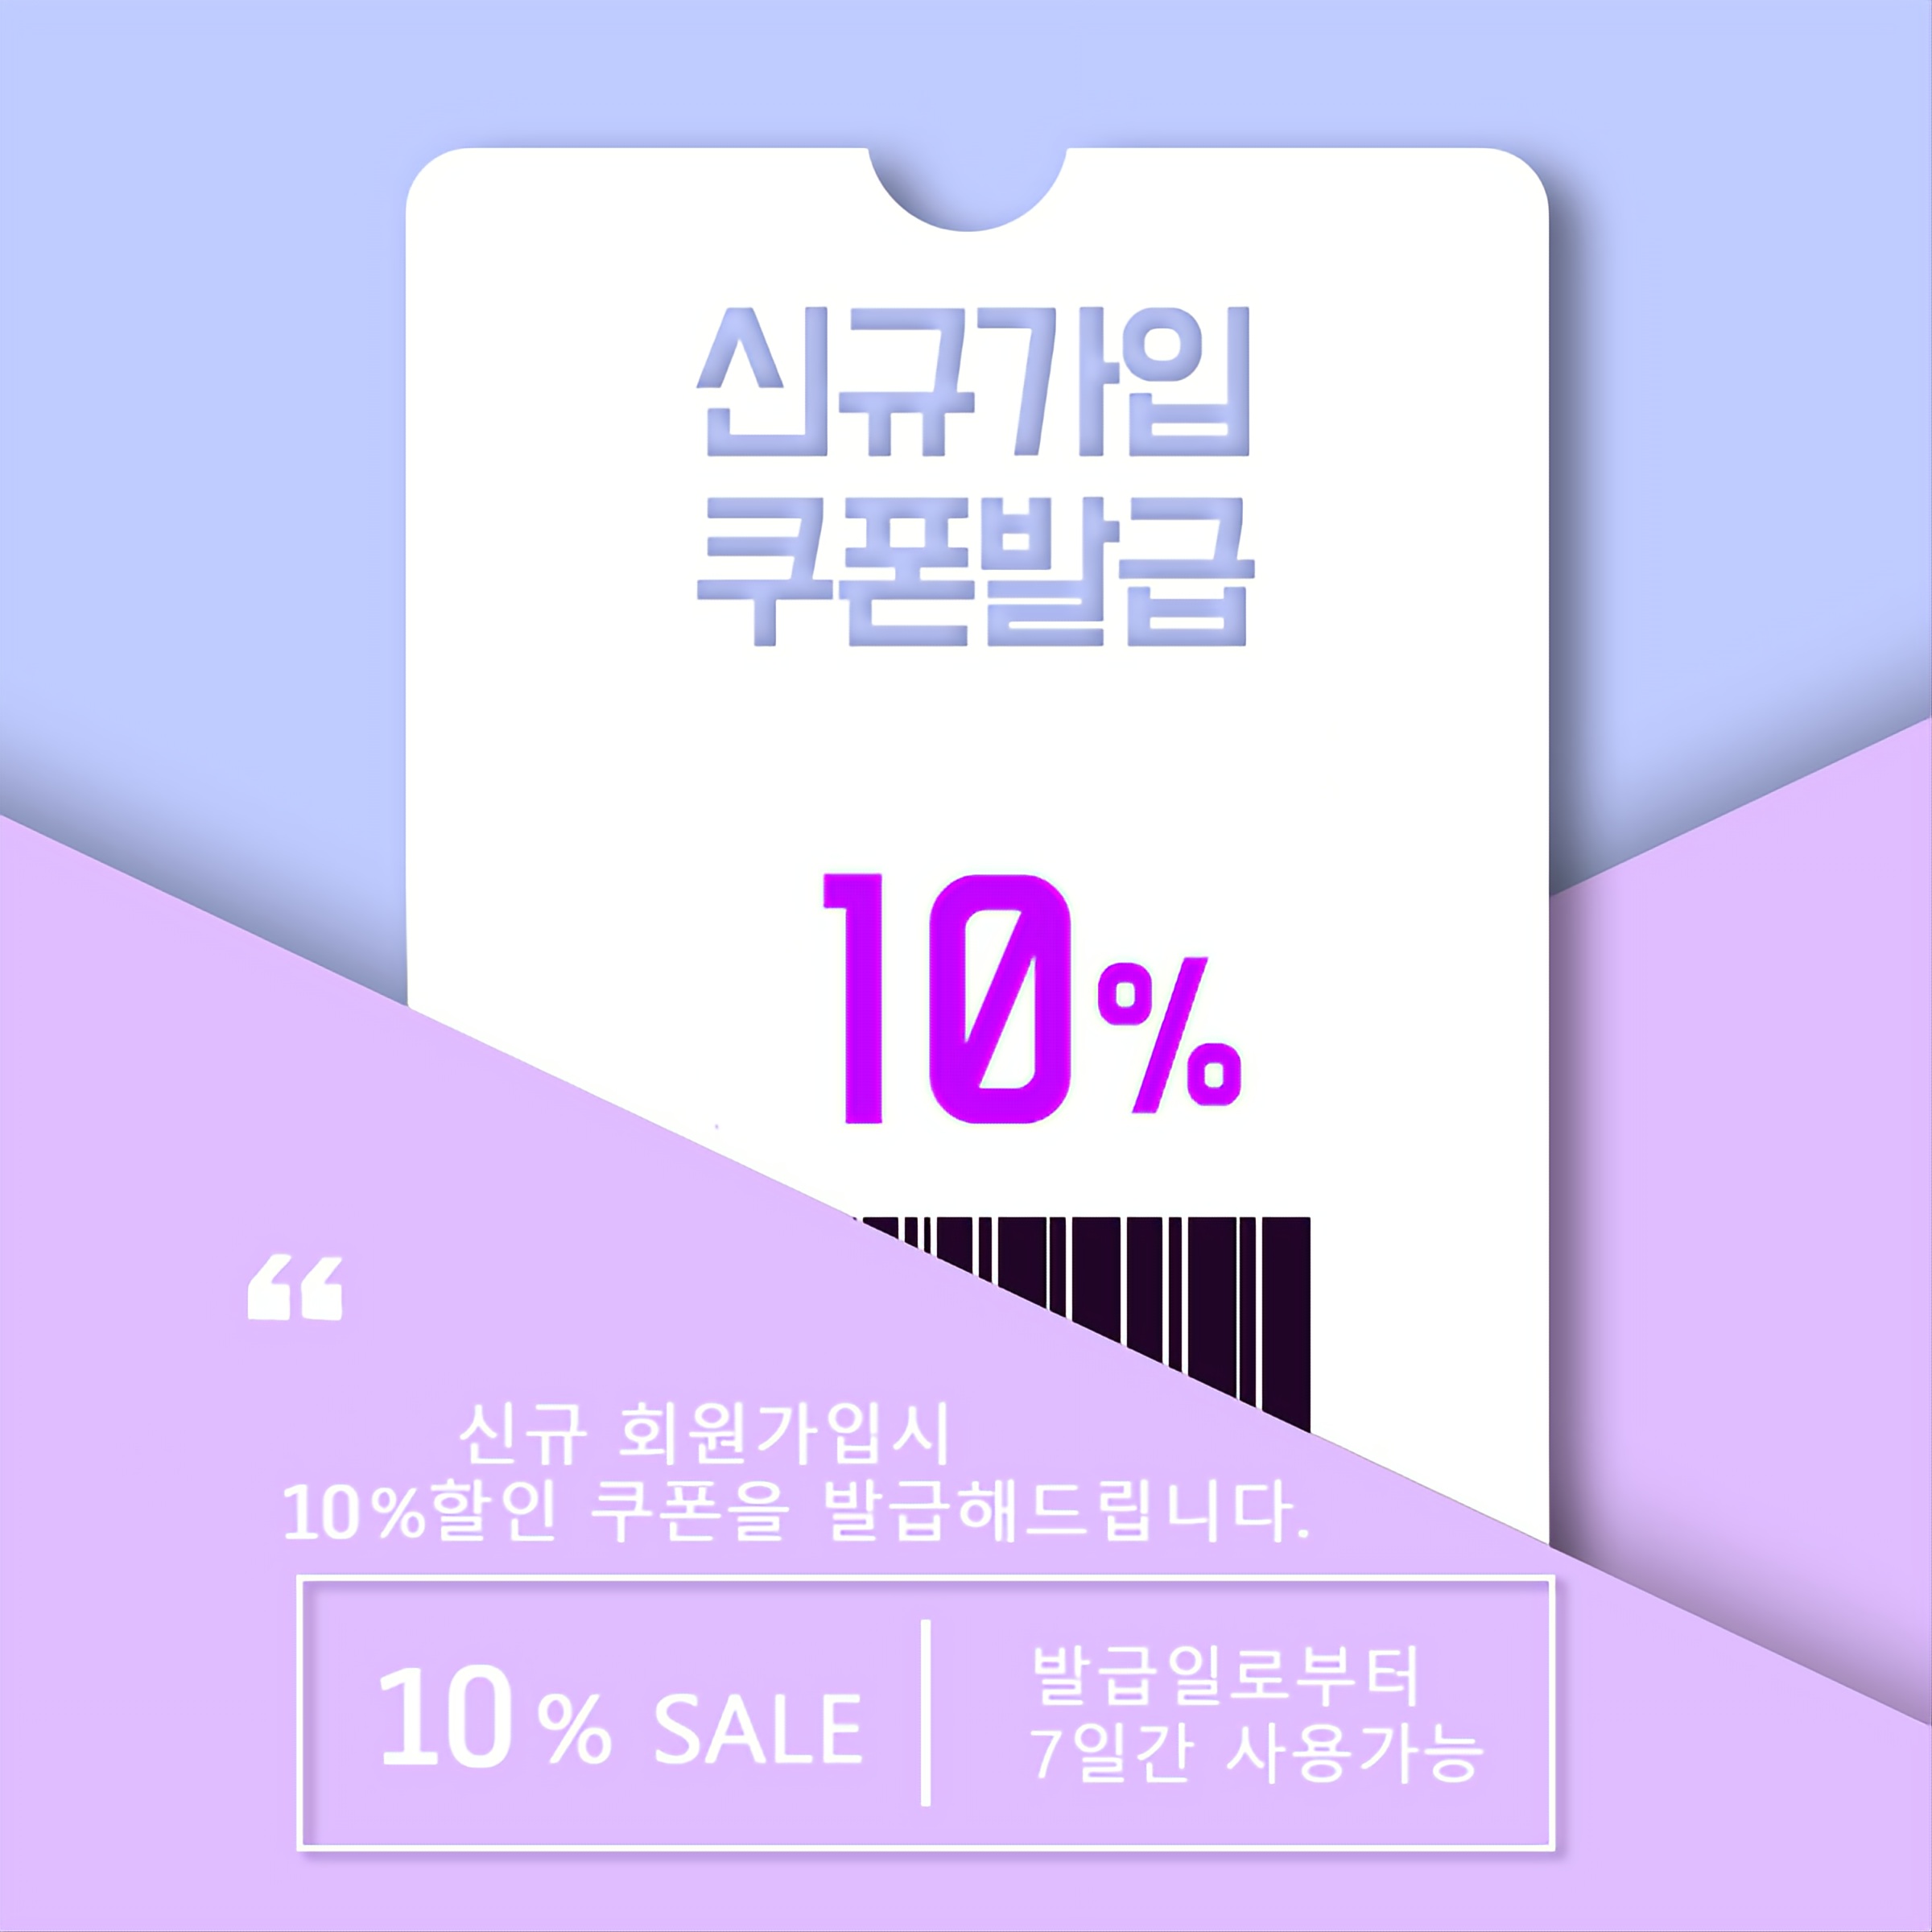 신규가입
쿠폰발급
10%
“
신규 회원가입시
10%할인 쿠폰을 발급해드립니다.
10% SALE
발급일로부터
7일간 사용가능